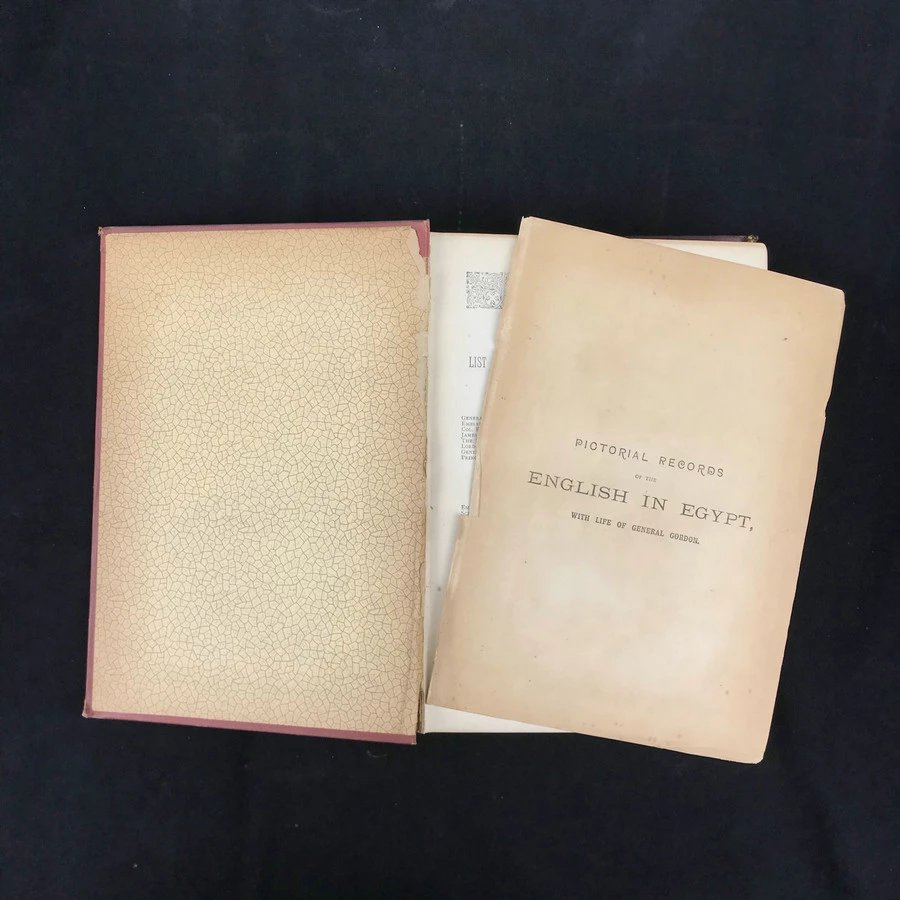 LIST
PICTORIAL RECORDS
OF THE
ENGLISH IN EGYPT,
WITH LIFE OF GENERAL GORDON.